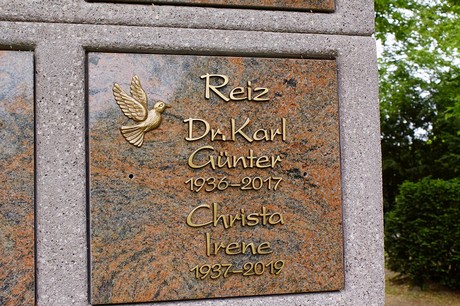 Reiz
Dr. Karl
Günter
1936–2017
Christa
Irene
1937–2019